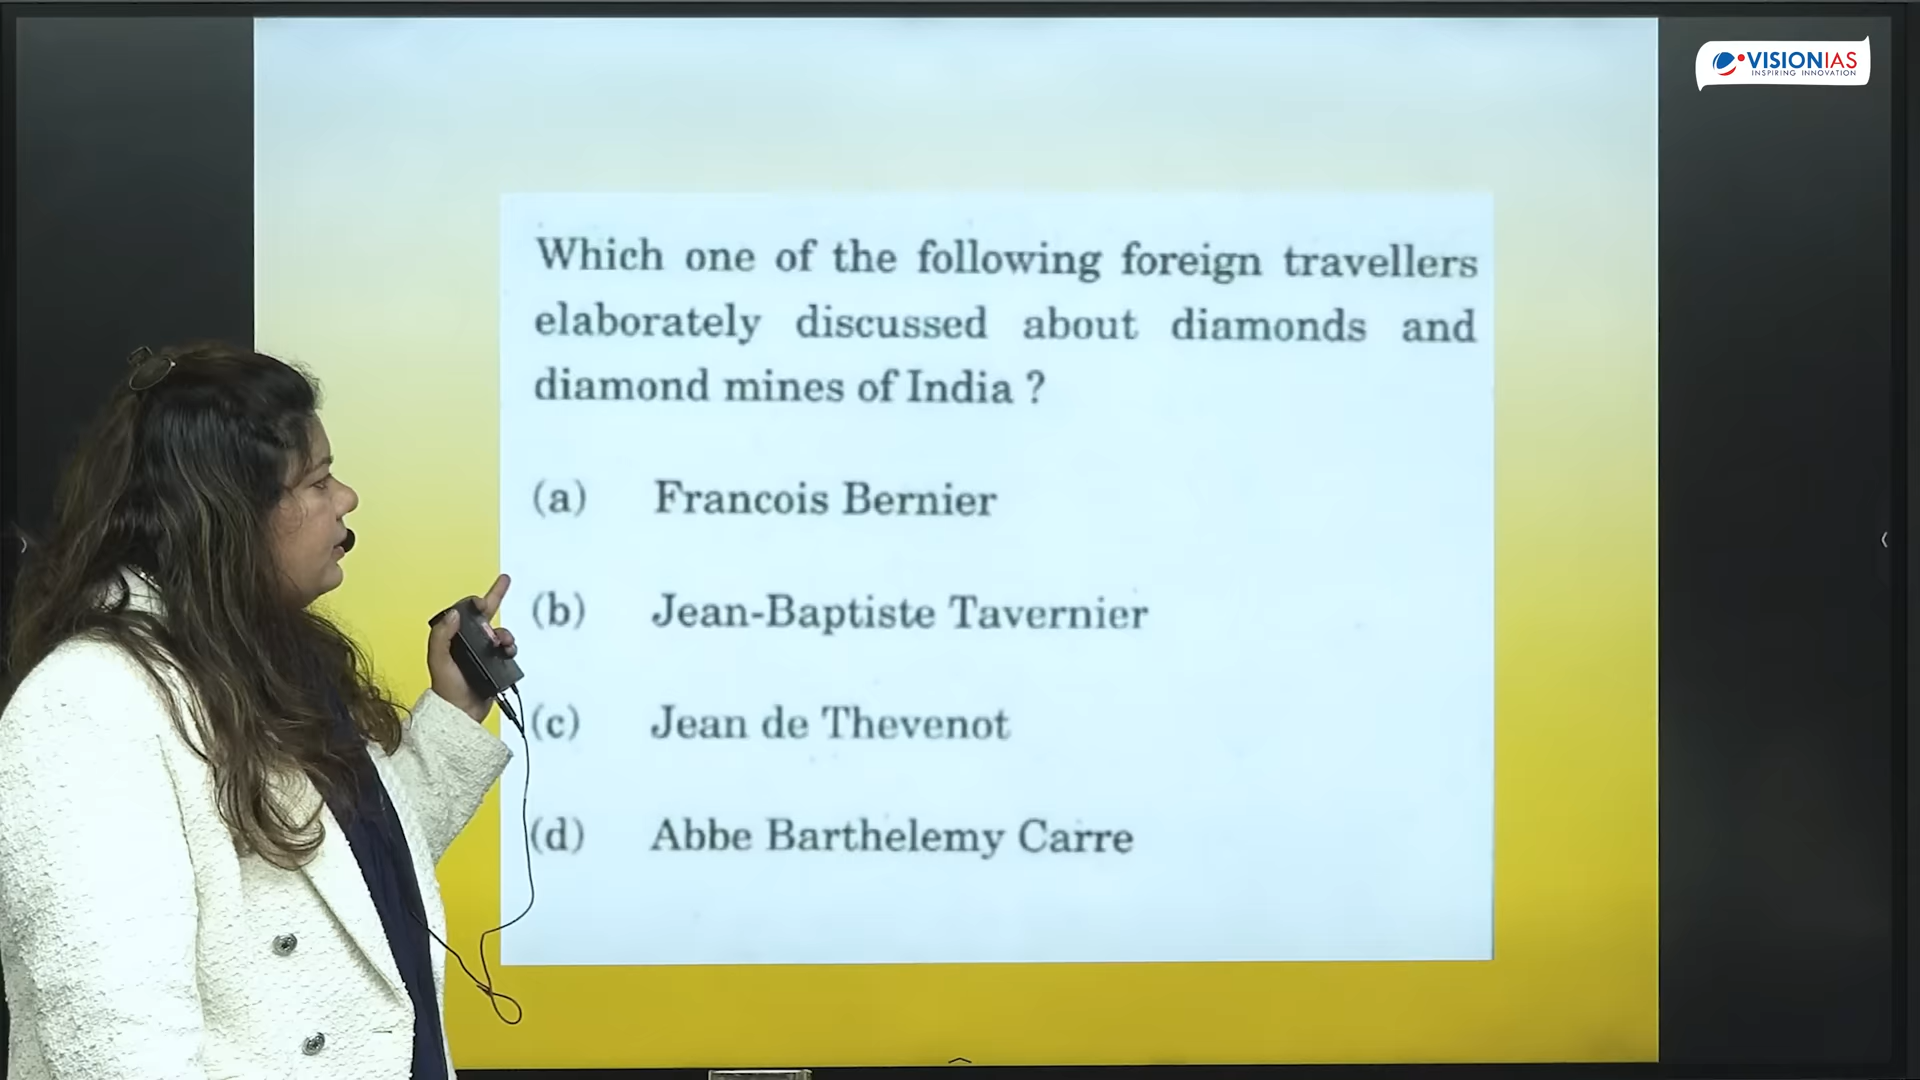 VISIONIAS
INSPIRING INNOVATION
Which one of the following foreign travellers
elaborately discussed about diamonds and
diamond mines of India ?
(a) Francois Bernier
(b) Jean-Baptiste Tavernier
(c) Jean de Thevenot
(d) Abbe Barthelemy Carre